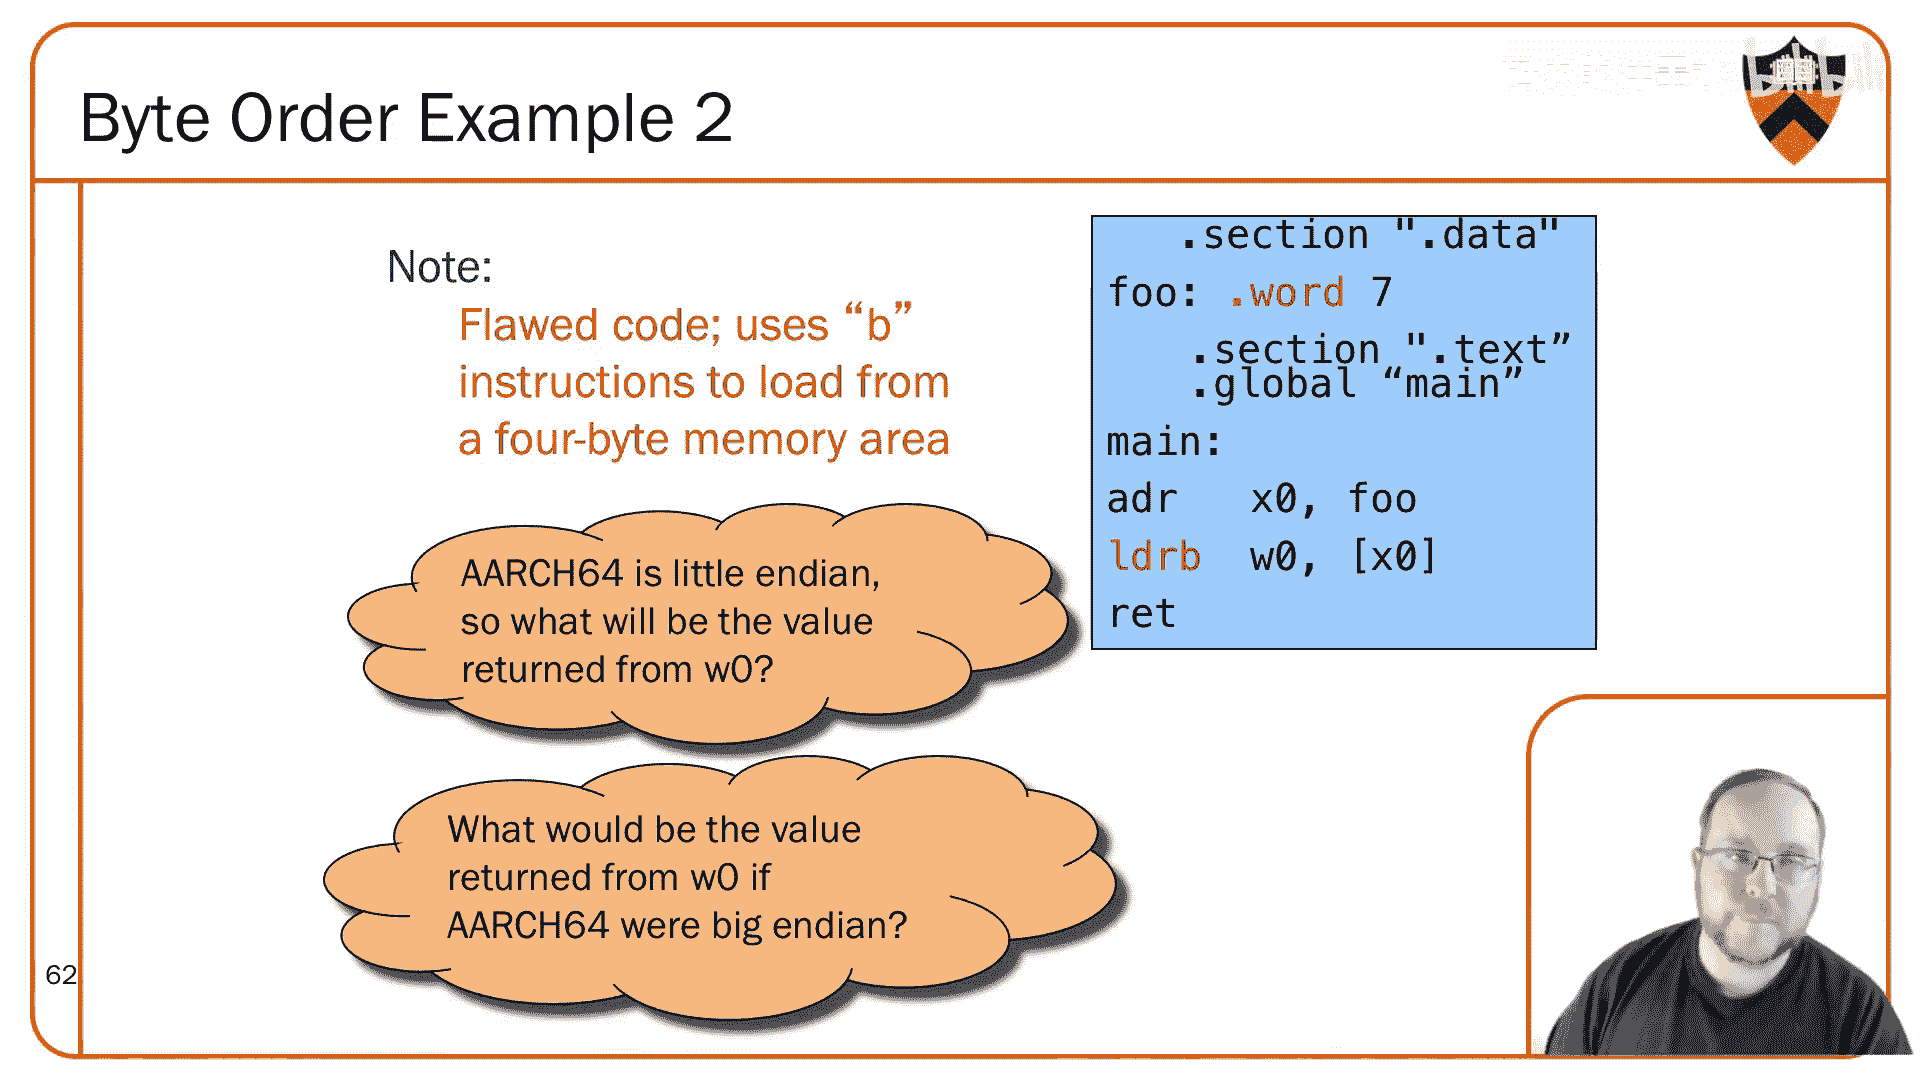 Byte Order Example 2
Note:
Flawed code; uses “b”
instructions to load from
a four-byte memory area
.section ".data"
foo: .word 7
.section ".text”
.global “main”
main:
adr x0, foo
ldrb w0, [x0]
ret
AARCH64 is little endian,
so what will be the value
returned from w0?
What would be the value
returned from w0 if
AARCH64 were big endian?
62